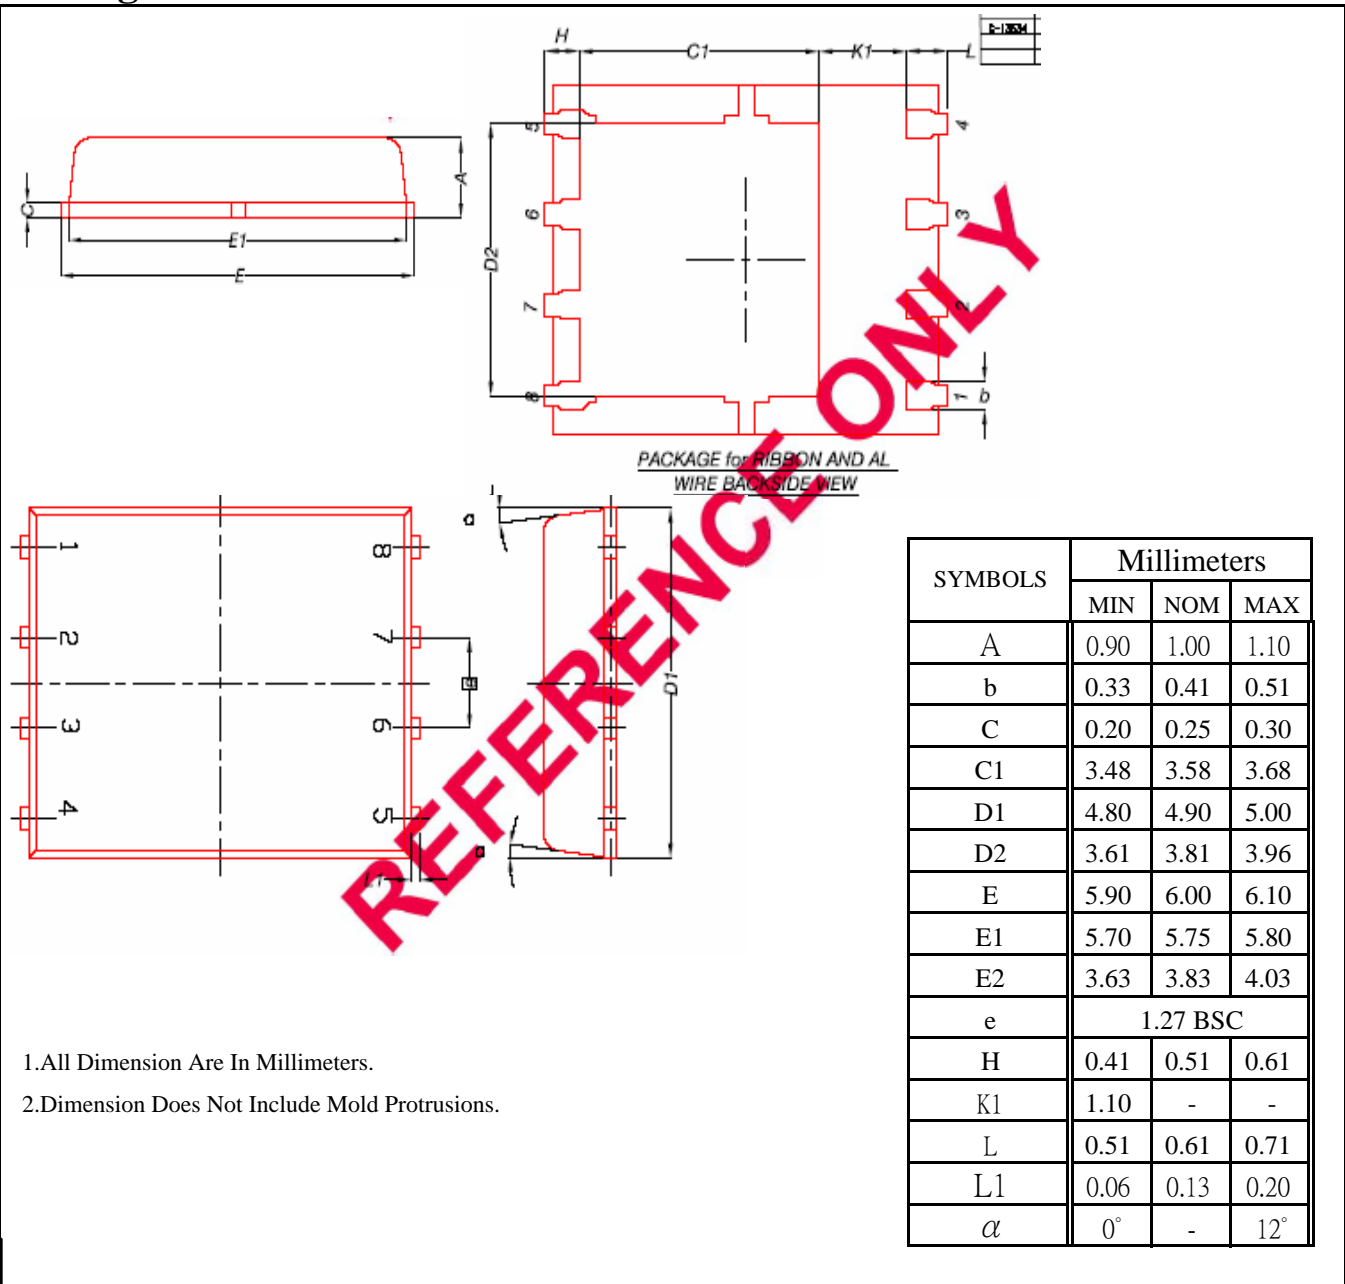 H
C1
K1
L
5
4
6
3
D2
7
2
8
1
b
C
A
E1
E
PACKAGE for RIBBON AND AL
WIRE BACKSIDE VIEW
REFERENCE ONLY
1
8
2
7
3
6
4
5
e
L1
α
D1
α
SYMBOLS Millimeters
MIN NOM MAX
A 0.90 1.00 1.10
b 0.33 0.41 0.51
C 0.20 0.25 0.30
C1 3.48 3.58 3.68
D1 4.80 4.90 5.00
D2 3.61 3.81 3.96
E 5.90 6.00 6.10
E1 5.70 5.75 5.80
E2 3.63 3.83 4.03
e 1.27 BSC
H 0.41 0.51 0.61
K1 1.10 - -
L 0.51 0.61 0.71
L1 0.06 0.13 0.20
α 0° - 12°
1.All Dimension Are In Millimeters.
2.Dimension Does Not Include Mold Protrusions.